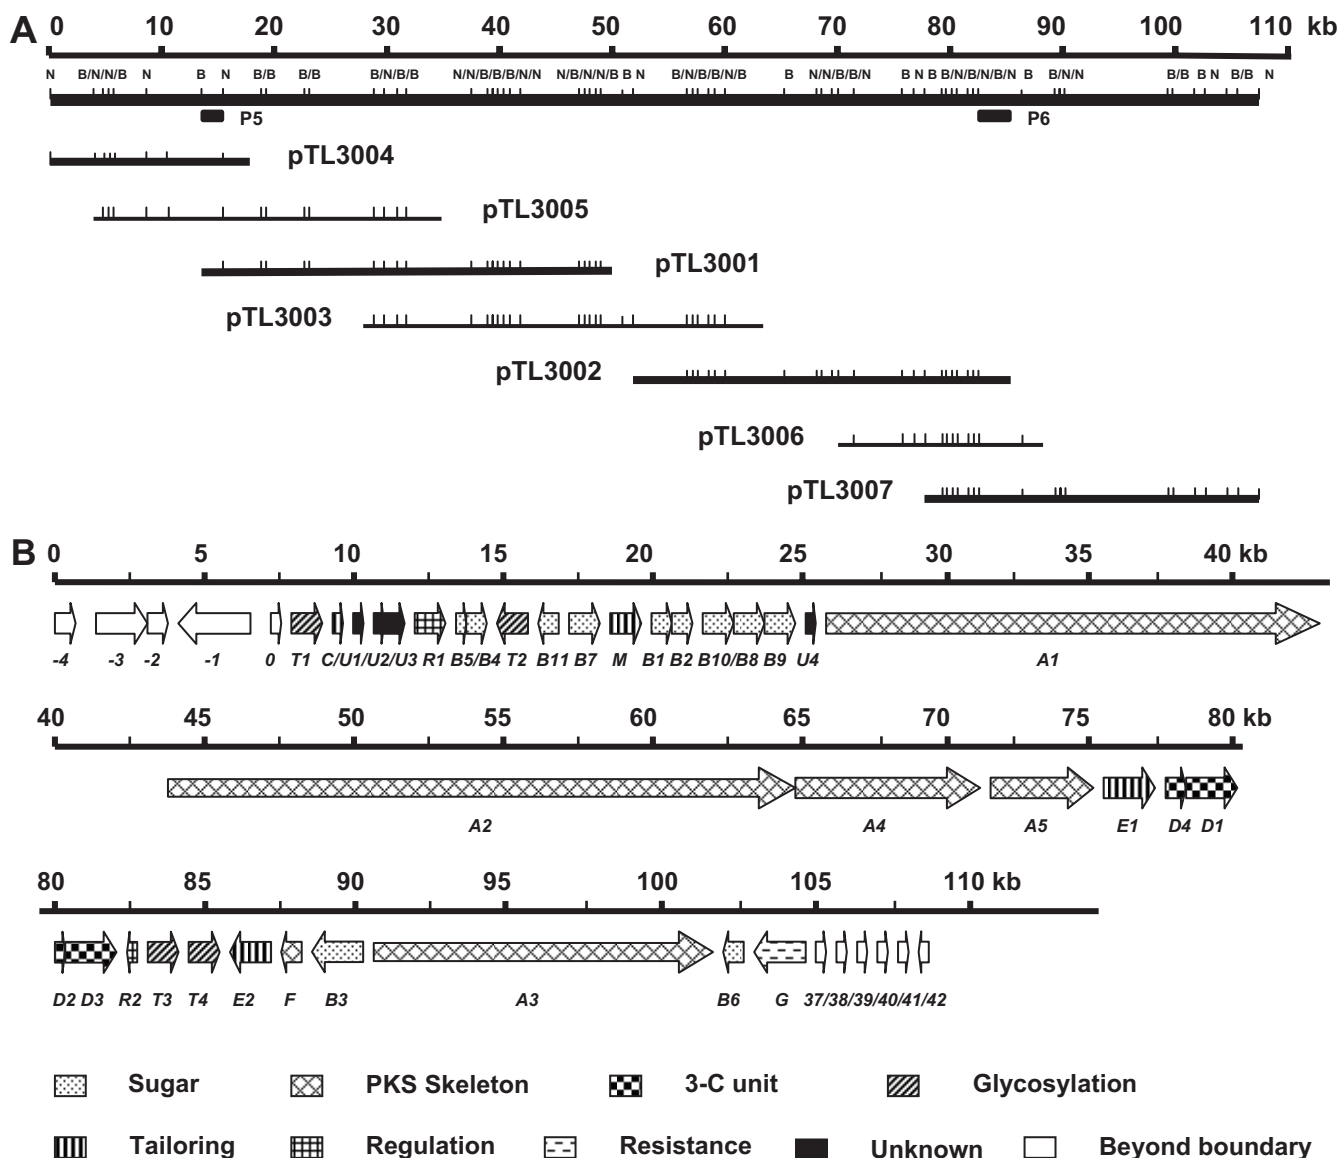 A 0 10 20 30 40 50 60 70 80 90 100 110 kb
N B/N/N/B N B N B/B B/B B/N/B/B N/N/B/B/B/N/N N/B/N/N/B B N B/N/B/B/N/B B N/N/B/B/N B N B B/N/B/N/B/N B B/N/N B/B B N B/B N
P5 P6
pTL3004
pTL3005
pTL3001
pTL3003
pTL3002
pTL3006
pTL3007
B 0 5 10 15 20 25 30 35 40 kb
-4 -3 -2 -1 0 T1 C/U1/U2/U3 R1 B5/B4 T2 B11 B7 M B1 B2 B10/B8 B9 U4 A1
40 45 50 55 60 65 70 75 80 kb
A2 A4 A5 E1 D4 D1
80 85 90 95 100 105 110 kb
D2 D3 R2 T3 T4 E2 F B3 A3 B6 G 37/38/39/40/41/42
Sugar PKS Skeleton 3-C unit Glycosylation
Tailoring Regulation Resistance Unknown Beyond boundary